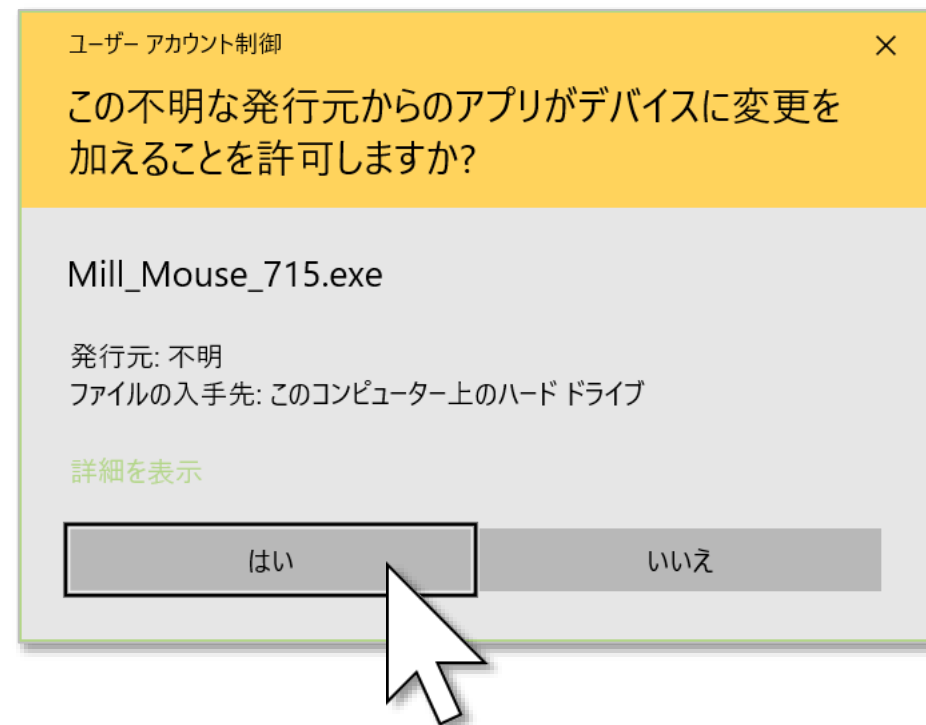 ユーザー アカウント制御
この不明な発行元からのアプリがデバイスに変更を
加えることを許可しますか?
Mill_Mouse_715.exe
発行元: 不明
ファイルの入手先: このコンピューター上のハード ドライブ
詳細を表示
はい
いいえ